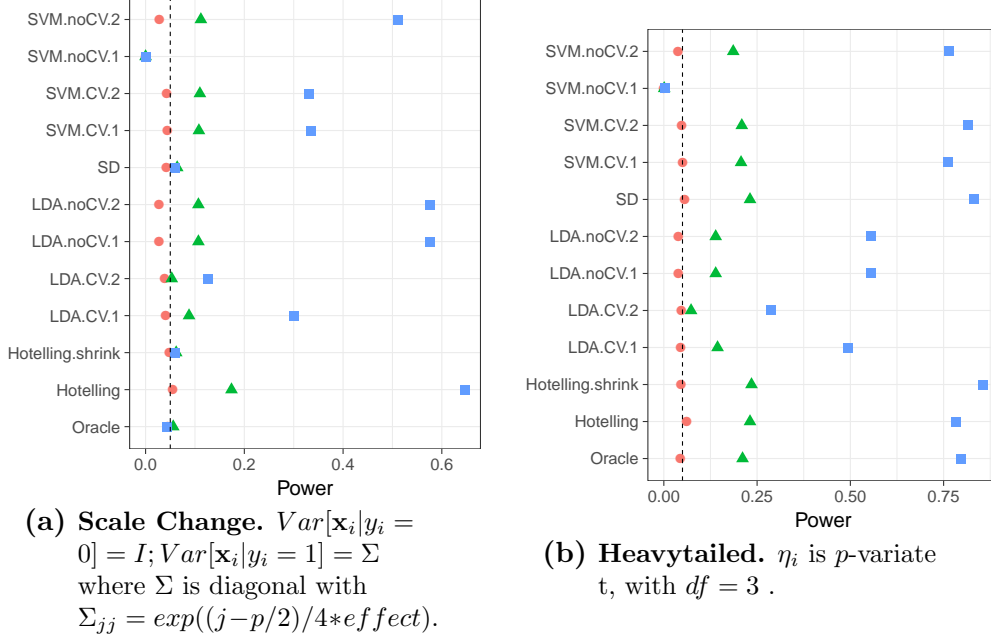 SVM.noCV.2
SVM.noCV.1
SVM.CV.2
SVM.CV.1
SD
LDA.noCV.2
LDA.noCV.1
LDA.CV.2
LDA.CV.1
Hotelling.shrink
Hotelling
Oracle
0.0 0.2 0.4 0.6
Power
(a) Scale Change. Var[x_i|y_i =
0] = I; Var[x_i|y_i = 1] = Σ
where Σ is diagonal with
Σ_jj = exp((j−p/2)/4∗effect).
SVM.noCV.2
SVM.noCV.1
SVM.CV.2
SVM.CV.1
SD
LDA.noCV.2
LDA.noCV.1
LDA.CV.2
LDA.CV.1
Hotelling.shrink
Hotelling
Oracle
0.00 0.25 0.50 0.75
Power
(b) Heavytailed. η_i is p-variate
t, with df = 3 .